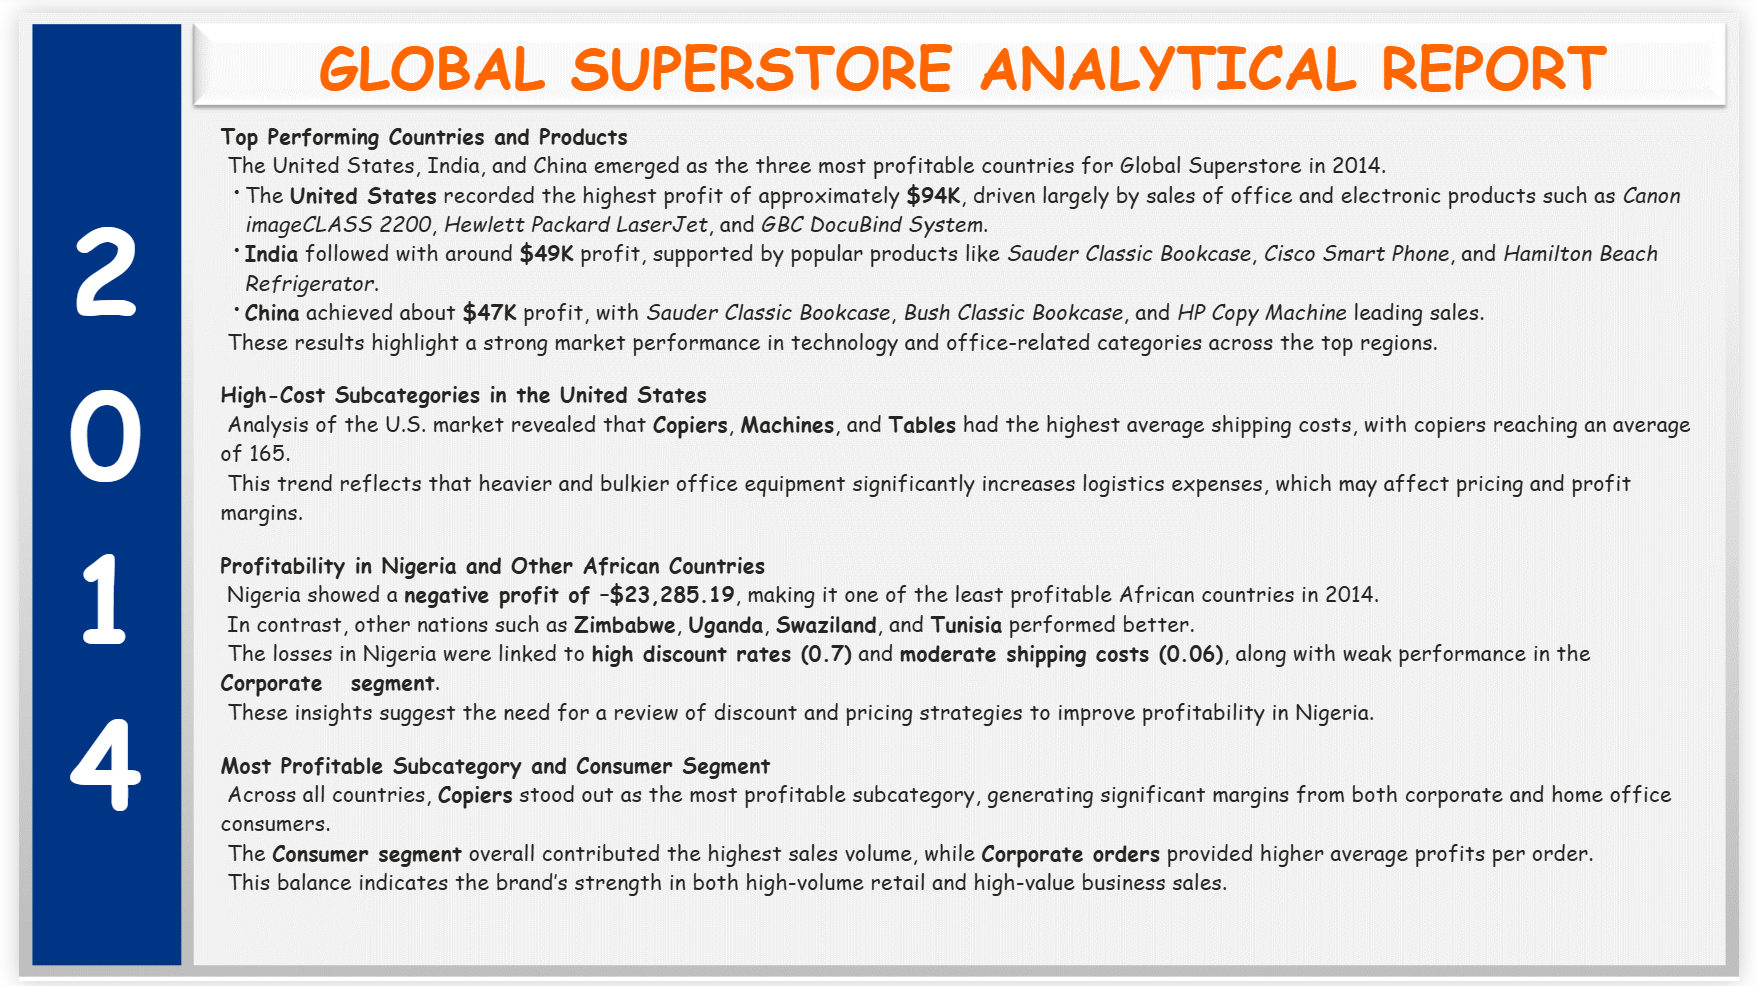 2
0
1
4
GLOBAL SUPERSTORE ANALYTICAL REPORT
Top Performing Countries and Products
The United States, India, and China emerged as the three most profitable countries for Global Superstore in 2014.
• The United States recorded the highest profit of approximately $94K, driven largely by sales of office and electronic products such as Canon
imageCLASS 2200, Hewlett Packard LaserJet, and GBC DocuBind System.
• India followed with around $49K profit, supported by popular products like Sauder Classic Bookcase, Cisco Smart Phone, and Hamilton Beach
Refrigerator.
• China achieved about $47K profit, with Sauder Classic Bookcase, Bush Classic Bookcase, and HP Copy Machine leading sales.
These results highlight a strong market performance in technology and office-related categories across the top regions.
High-Cost Subcategories in the United States
Analysis of the U.S. market revealed that Copiers, Machines, and Tables had the highest average shipping costs, with copiers reaching an average
of 165.
This trend reflects that heavier and bulkier office equipment significantly increases logistics expenses, which may affect pricing and profit
margins.
Profitability in Nigeria and Other African Countries
Nigeria showed a negative profit of –$23,285.19, making it one of the least profitable African countries in 2014.
In contrast, other nations such as Zimbabwe, Uganda, Swaziland, and Tunisia performed better.
The losses in Nigeria were linked to high discount rates (0.7) and moderate shipping costs (0.06), along with weak performance in the
Corporate segment.
These insights suggest the need for a review of discount and pricing strategies to improve profitability in Nigeria.
Most Profitable Subcategory and Consumer Segment
Across all countries, Copiers stood out as the most profitable subcategory, generating significant margins from both corporate and home office
consumers.
The Consumer segment overall contributed the highest sales volume, while Corporate orders provided higher average profits per order.
This balance indicates the brand's strength in both high-volume retail and high-value business sales.